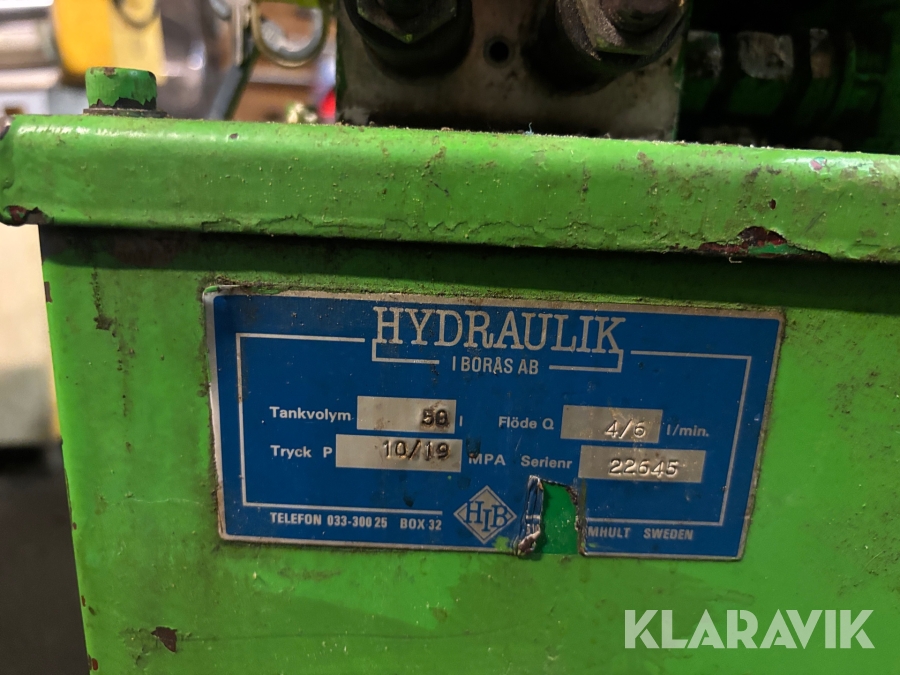 HYDRAULIK
I BORÅS AB
Tankvolym 50 l Flöde Q 4/6 l/min.
Tryck P 10/19 MPA Serienr 22645
TELEFON 033-300 25 BOX 32 HIB MHULT SWEDEN
KLARAVIK